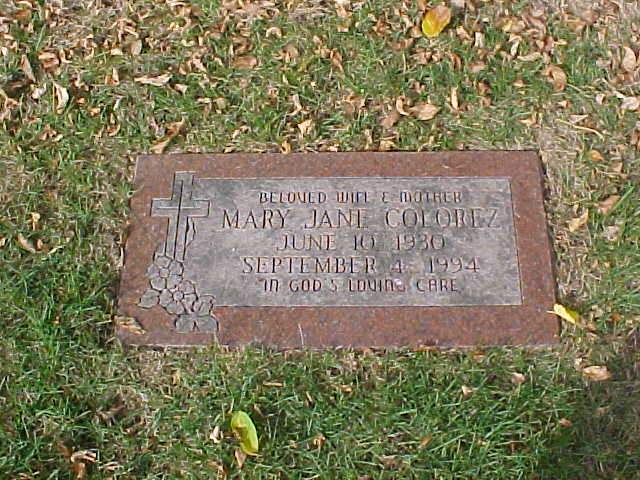 BELOVED WIFE & MOTHER
MARY JANE COLOREZ
JUNE 10 1930
SEPTEMBER 4, 1994
"IN GOD'S LOVING CARE"